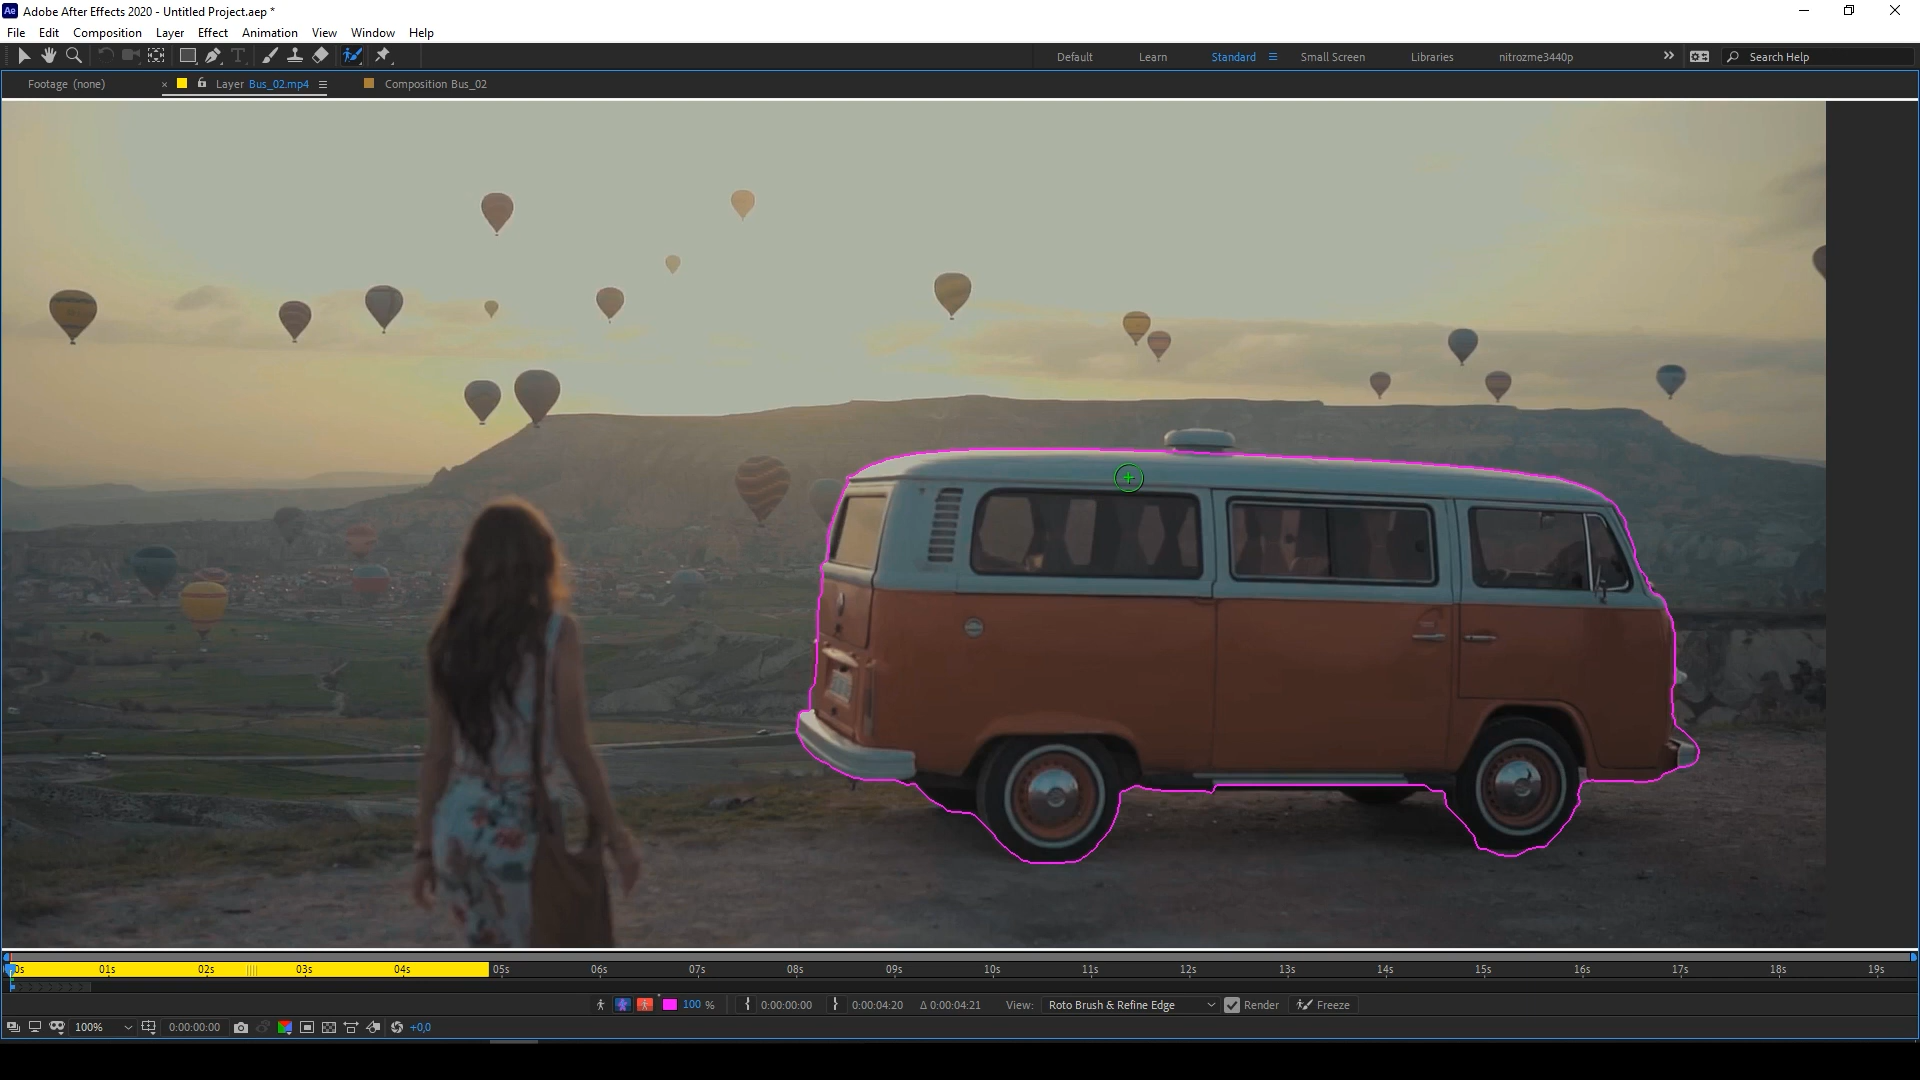 Ae Adobe After Effects 2020 - Untitled Project.aep *
File Edit Composition Layer Effect Animation View Window Help
Default Learn Standard Small Screen Libraries nitrozme3440p Search Help
Footage (none) × Layer Bus_02.mp4 Composition Bus_02
0s 01s 02s 03s 04s 05s 06s 07s 08s 09s 10s 11s 12s 13s 14s 15s 16s 17s 18s 19s
100 % 0:00:00:00 0:00:04:20 Δ 0:00:04:21 View: Roto Brush & Refine Edge Render Freeze
100% 0:00:00:00 +0,0